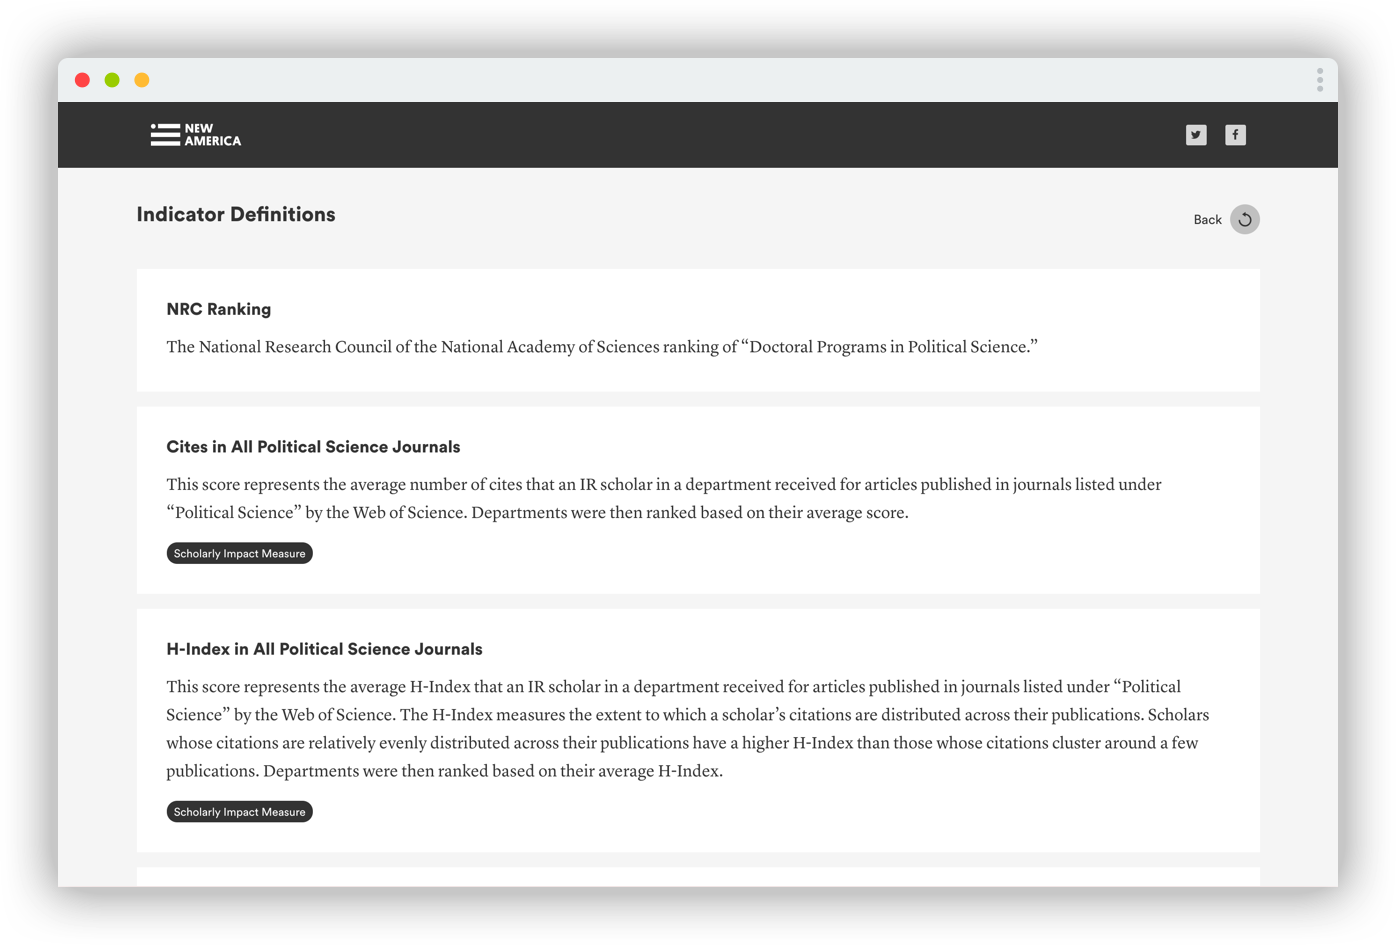 NEW
AMERICA
Indicator Definitions
Back
NRC Ranking
The National Research Council of the National Academy of Sciences ranking of “Doctoral Programs in Political Science.”
Cites in All Political Science Journals
This score represents the average number of cites that an IR scholar in a department received for articles published in journals listed under
“Political Science” by the Web of Science. Departments were then ranked based on their average score.
Scholarly Impact Measure
H-Index in All Political Science Journals
This score represents the average H-Index that an IR scholar in a department received for articles published in journals listed under “Political
Science” by the Web of Science. The H-Index measures the extent to which a scholar’s citations are distributed across their publications. Scholars
whose citations are relatively evenly distributed across their publications have a higher H-Index than those whose citations cluster around a few
publications. Departments were then ranked based on their average H-Index.
Scholarly Impact Measure